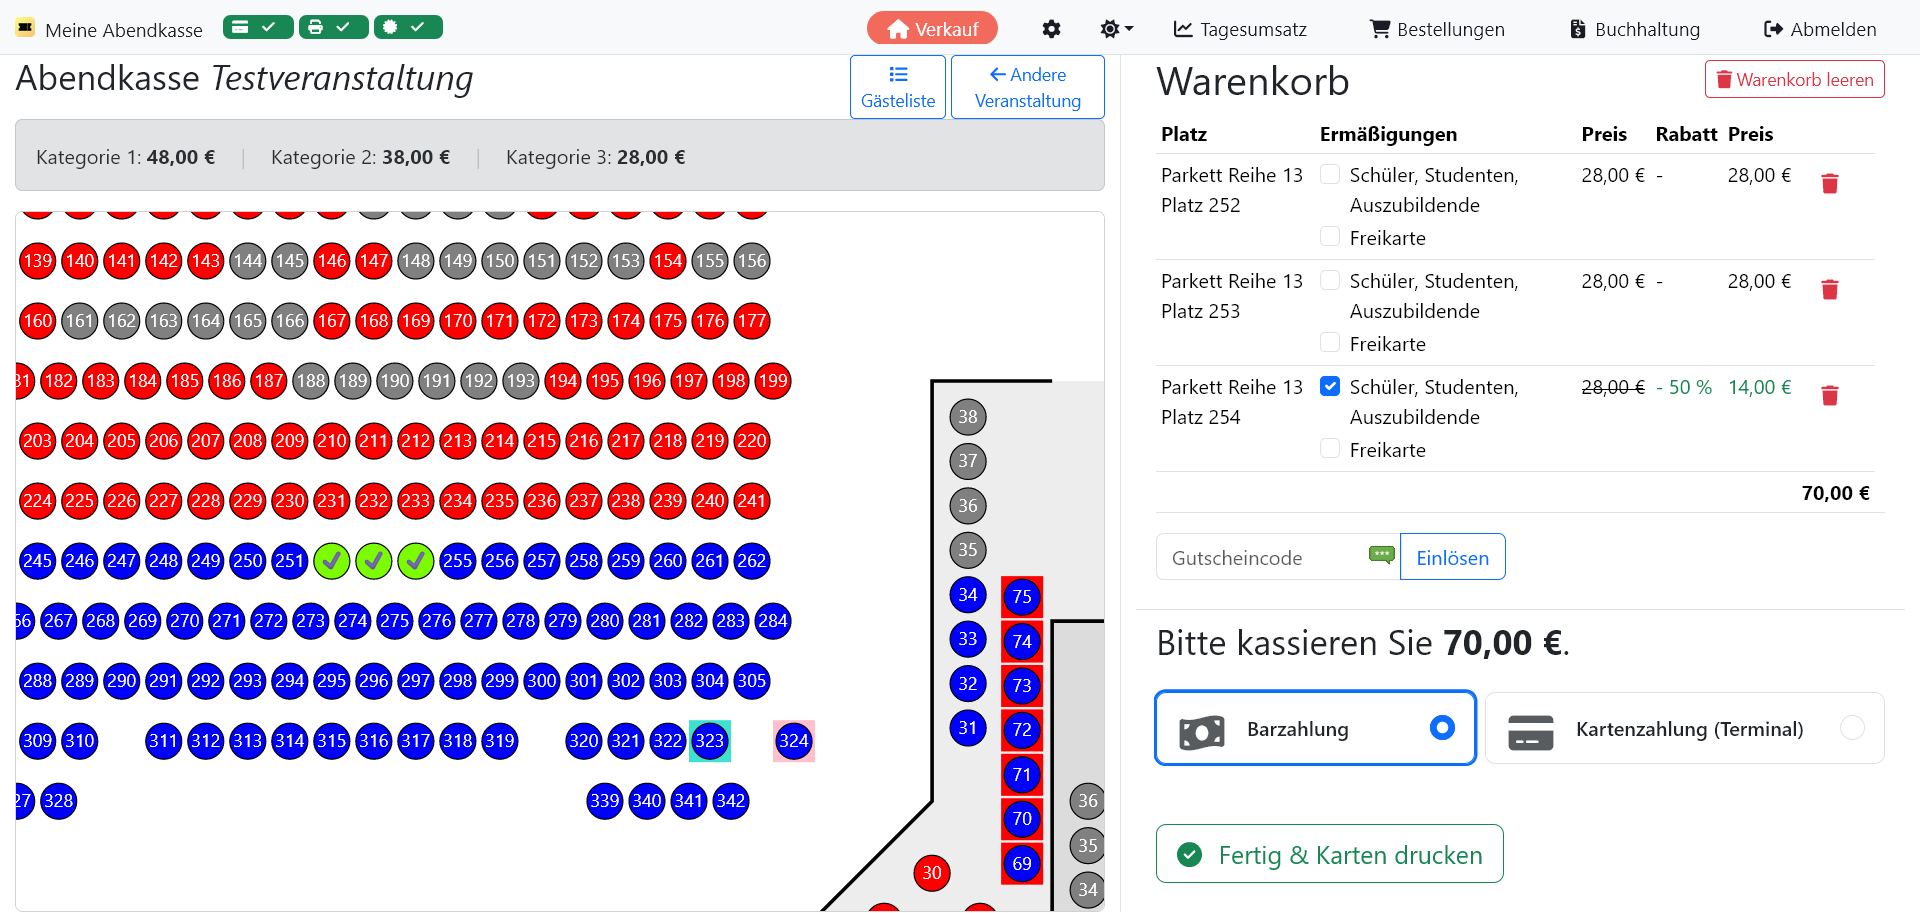 Meine Abendkasse
Verkauf
Tagesumsatz
Bestellungen
Buchhaltung
Abmelden
Abendkasse Testveranstaltung
Gästeliste
Andere
Veranstaltung
Kategorie 1: 48,00 € | Kategorie 2: 38,00 € | Kategorie 3: 28,00 €
139 140 141 142 143 144 145 146 147 148 149 150 151 152 153 154 155 156
160 161 162 163 164 165 166 167 168 169 170 171 172 173 174 175 176 177
182 183 184 185 186 187 188 189 190 191 192 193 194 195 196 197 198 199
203 204 205 206 207 208 209 210 211 212 213 214 215 216 217 218 219 220
224 225 226 227 228 229 230 231 232 233 234 235 236 237 238 239 240 241
245 246 247 248 249 250 251 255 256 257 258 259 260 261 262
267 268 269 270 271 272 273 274 275 276 277 278 279 280 281 282 283 284
288 289 290 291 292 293 294 295 296 297 298 299 300 301 302 303 304 305
309 310 311 312 313 314 315 316 317 318 319 320 321 322 323 324
328 339 340 341 342
38
37
36
35
34
33
32
31
30
75
74
73
72
71
70
69
36
35
34
Warenkorb
Warenkorb leeren
Platz Ermäßigungen Preis Rabatt Preis
Parkett Reihe 13 Schüler, Studenten, 28,00 € - 28,00 €
Platz 252 Auszubildende
Freikarte
Parkett Reihe 13 Schüler, Studenten, 28,00 € - 28,00 €
Platz 253 Auszubildende
Freikarte
Parkett Reihe 13 Schüler, Studenten, 28,00 € - 50 % 14,00 €
Platz 254 Auszubildende
Freikarte
70,00 €
Gutscheincode
Einlösen
Bitte kassieren Sie 70,00 €.
Barzahlung
Kartenzahlung (Terminal)
Fertig & Karten drucken